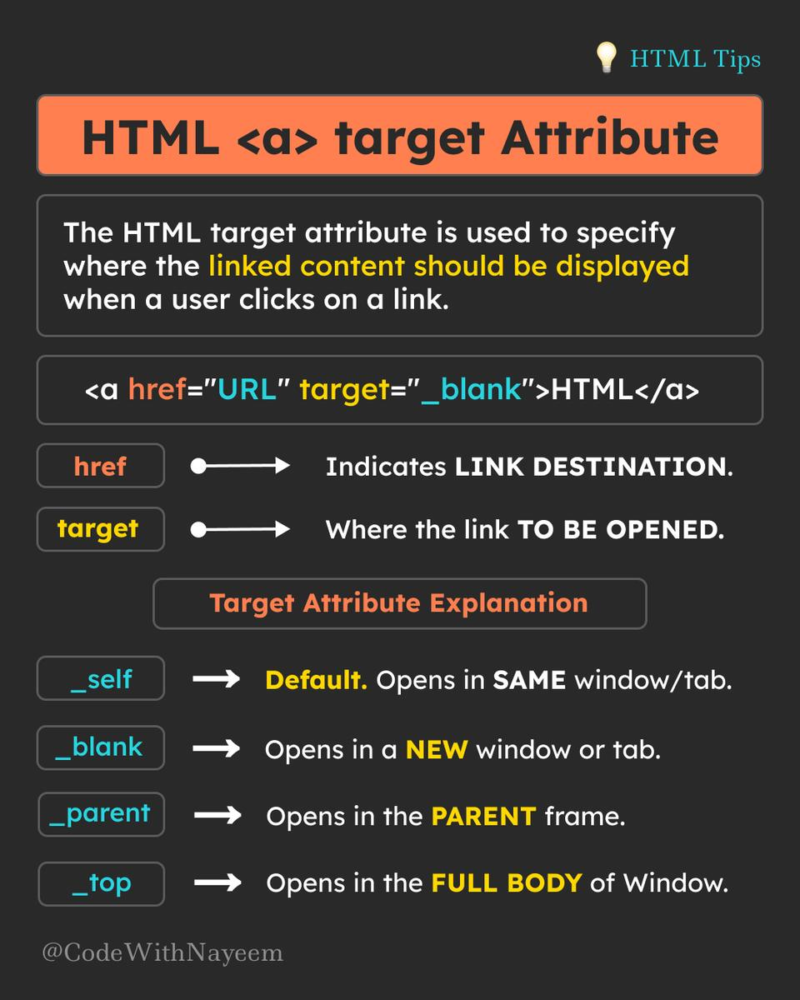 💡 HTML Tips
HTML <a> target Attribute
The HTML target attribute is used to specify
where the linked content should be displayed
when a user clicks on a link.
<a href="URL" target="_blank">HTML</a>
href Indicates LINK DESTINATION.
target Where the link TO BE OPENED.
Target Attribute Explanation
_self Default. Opens in SAME window/tab.
_blank Opens in a NEW window or tab.
_parent Opens in the PARENT frame.
_top Opens in the FULL BODY of Window.
@CodeWithNayeem